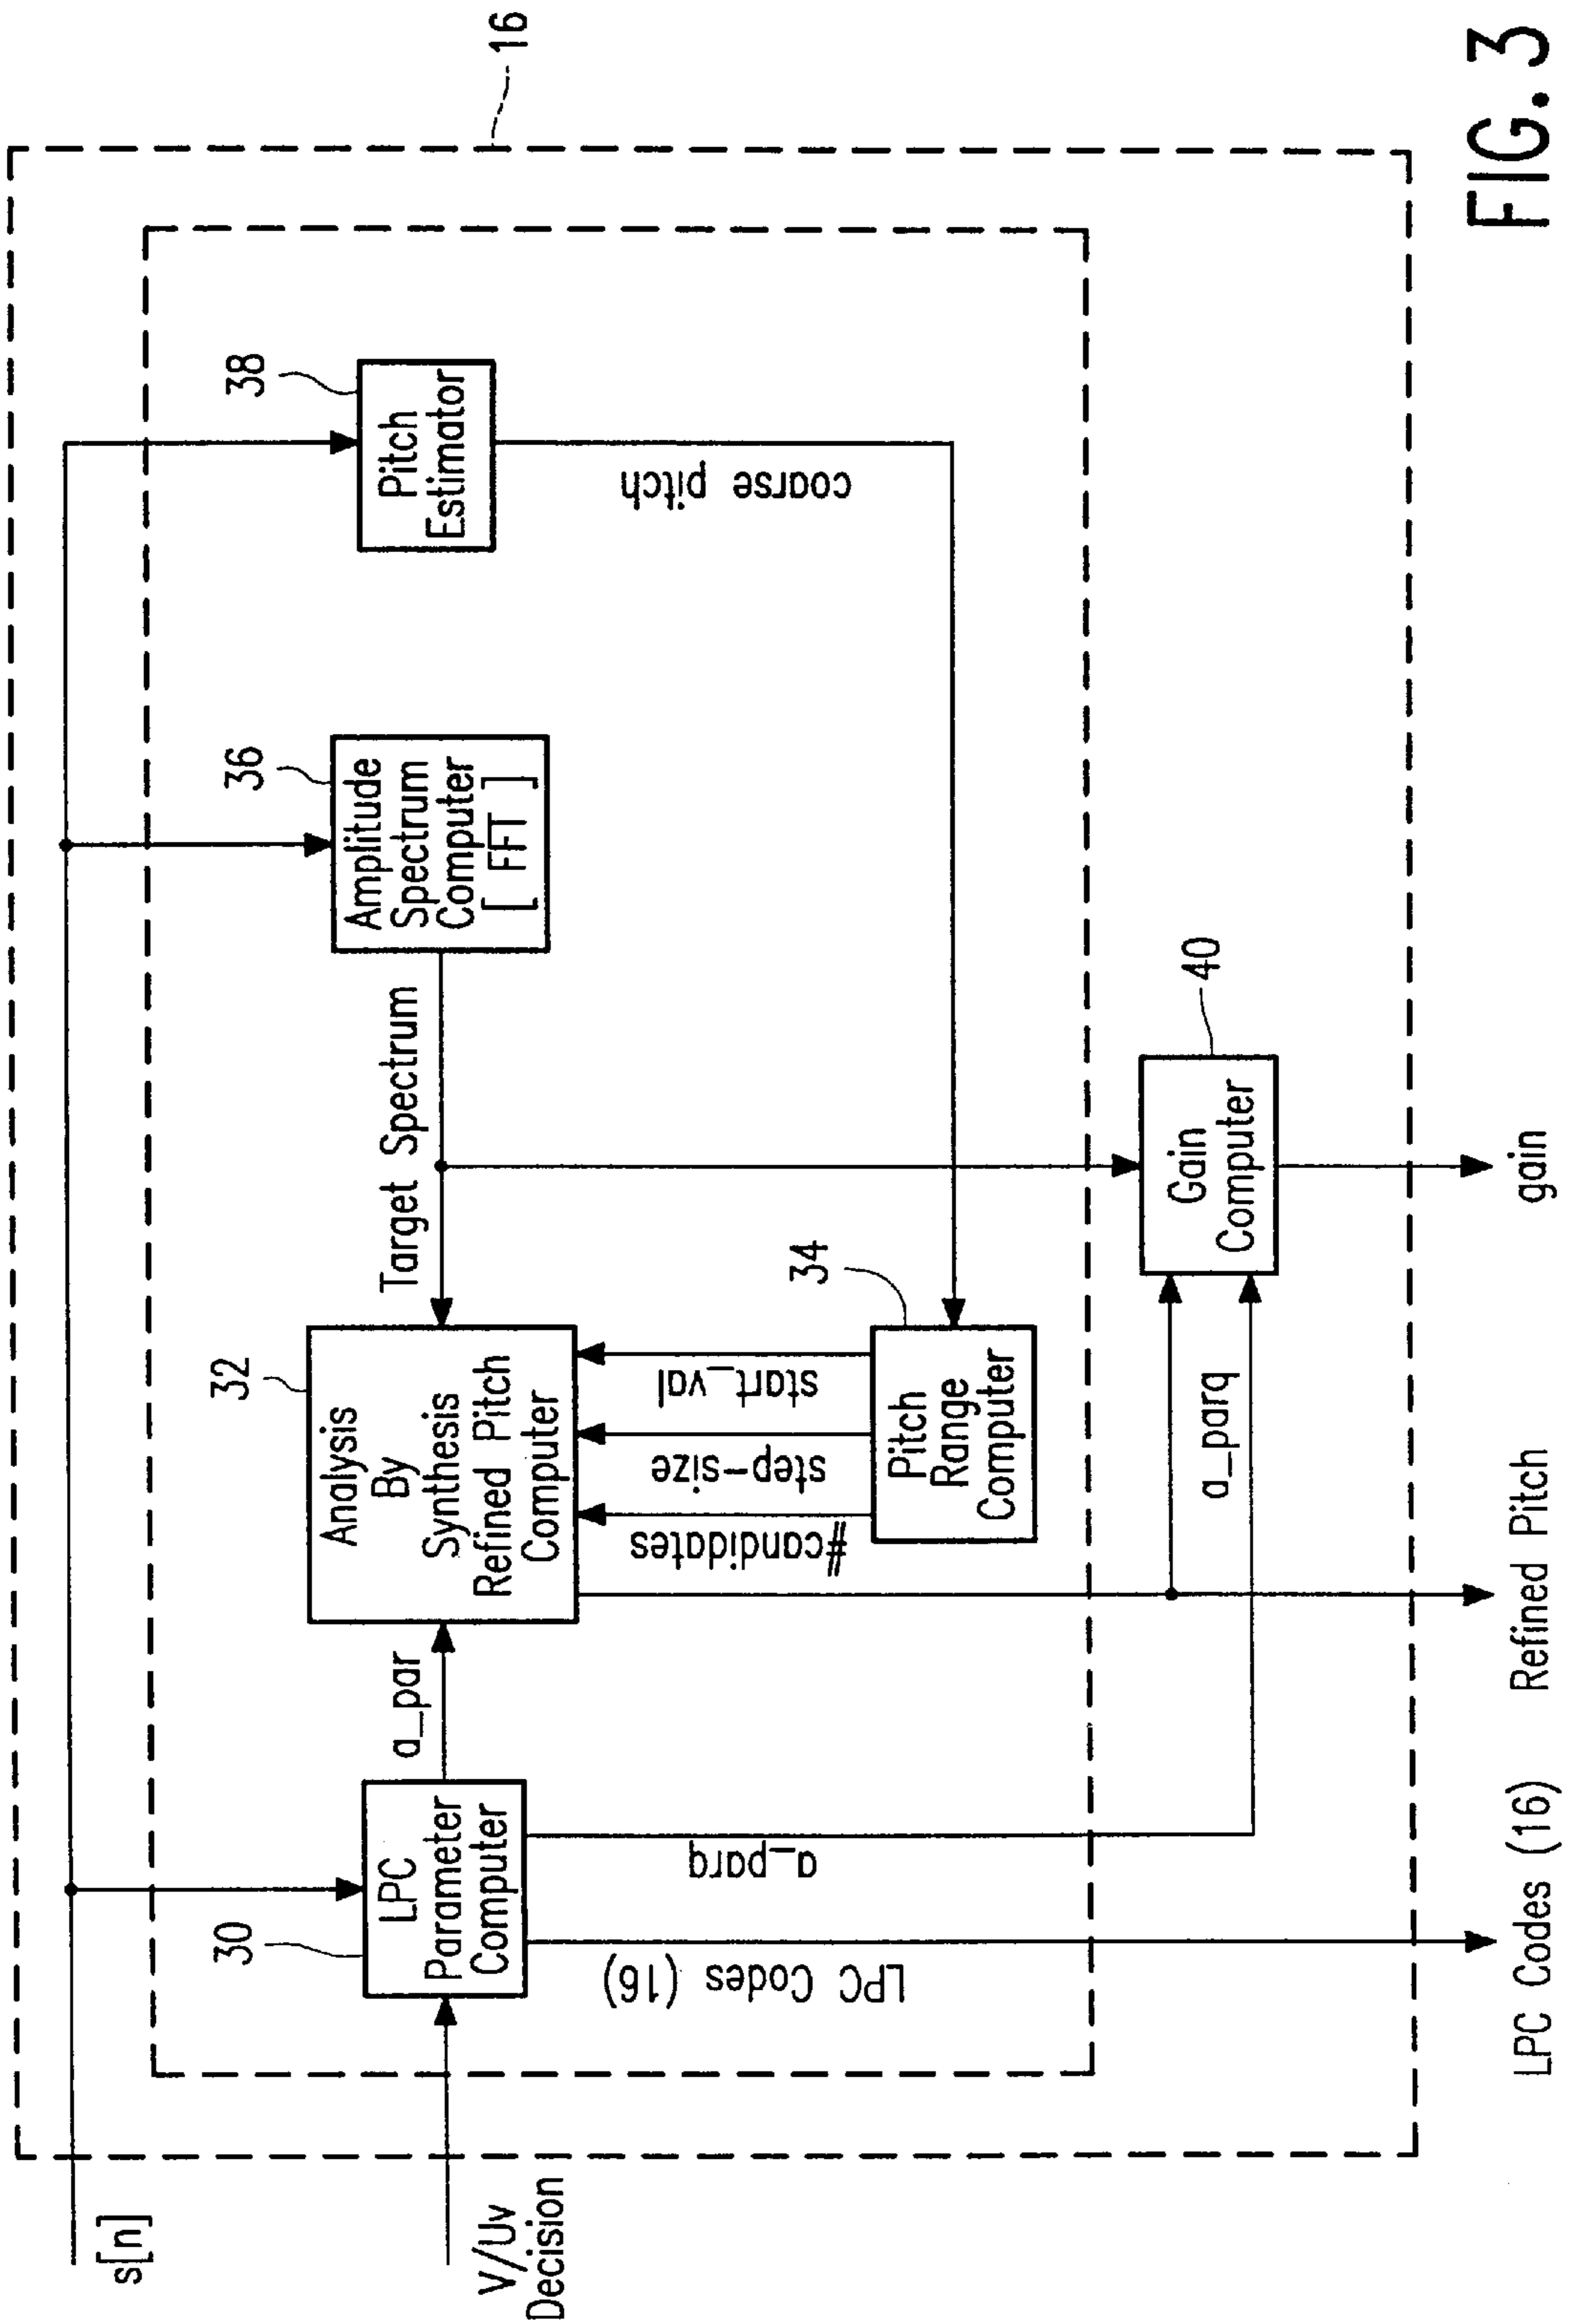 s[n]
16
V/Uv
Decision
30
LPC
Parameter
Computer
a_par
32
Analysis
By
Synthesis
Refined Pitch
Computer
Target Spectrum
36
Amplitude
Spectrum
Computer
[ FFT ]
38
Pitch
Estimator
coarse pitch
LPC Codes (16)
a_parq
#candidates
step-size
start_val
34
Pitch
Range
Computer
a_parq
40
Gain
Computer
LPC Codes (16)
Refined Pitch
gain
FIG. 3